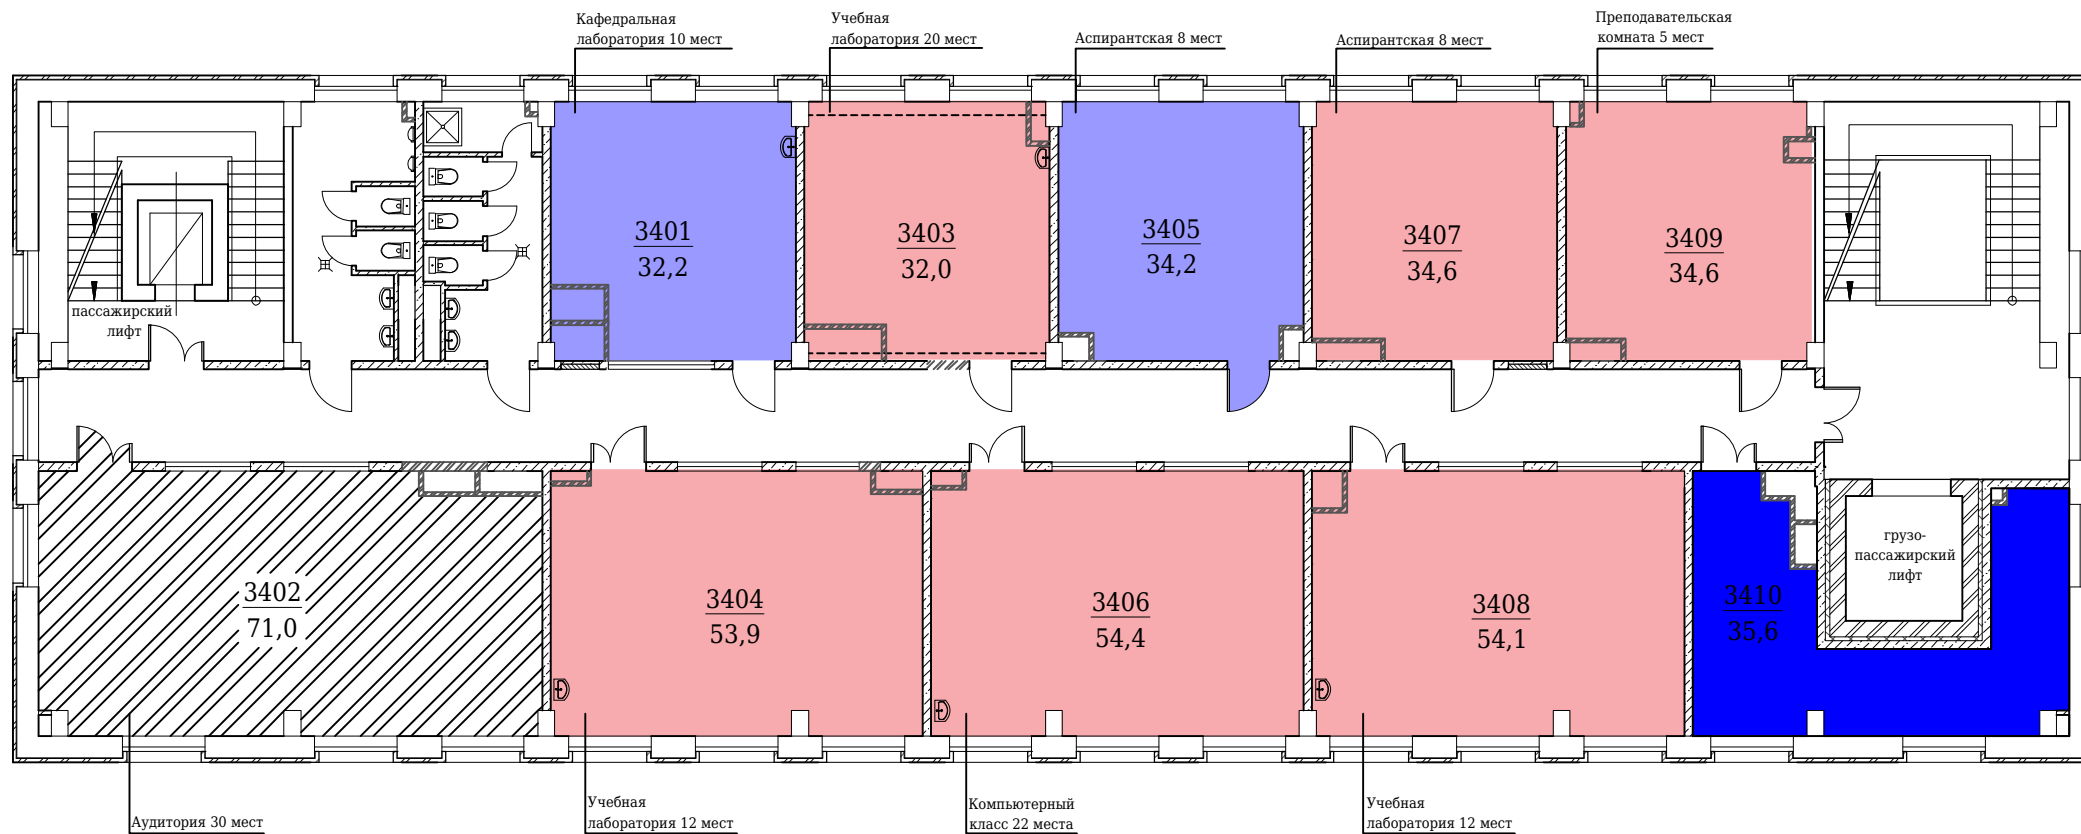 Кафедральная
лаборатория 10 мест
Учебная
лаборатория 20 мест
Аспирантская 8 мест
Аспирантская 8 мест
Преподавательская
комната 5 мест
3401
32,2
3403
32,0
3405
34,2
3407
34,6
3409
34,6
пассажирский
лифт
3402
71,0
3404
53,9
3406
54,4
3408
54,1
3410
35,6
грузо-
пассажирский
лифт
Аудитория 30 мест
Учебная
лаборатория 12 мест
Компьютерный
класс 22 места
Учебная
лаборатория 12 мест